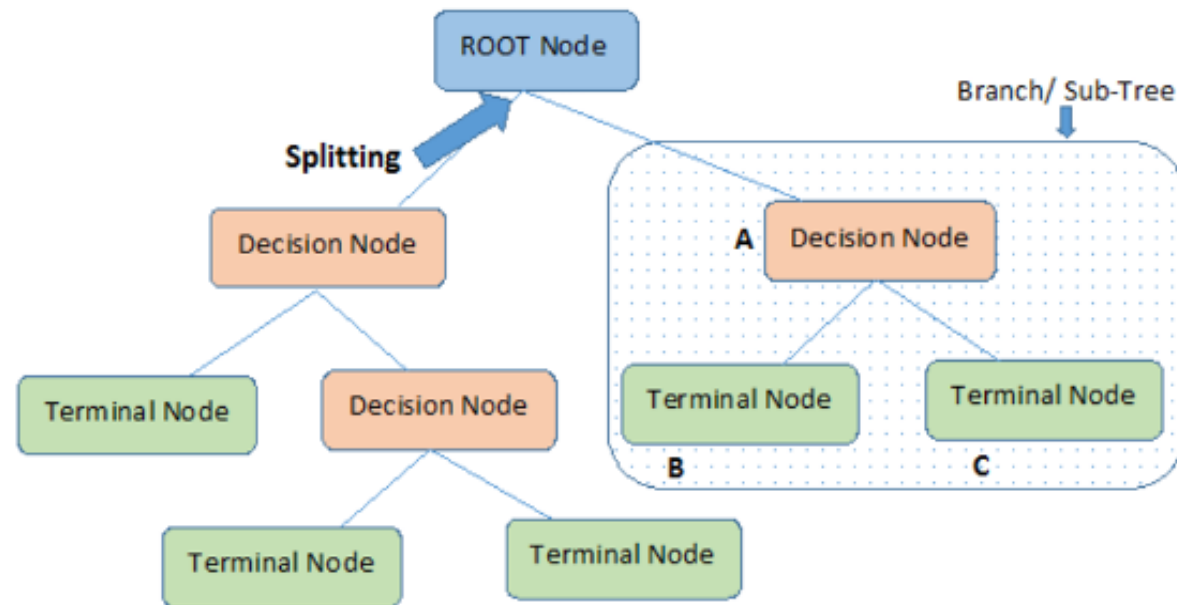 ROOT Node
Branch/ Sub-Tree
Splitting
Decision Node
A
Decision Node
Terminal Node
Decision Node
Terminal Node
Terminal Node
B
C
Terminal Node
Terminal Node